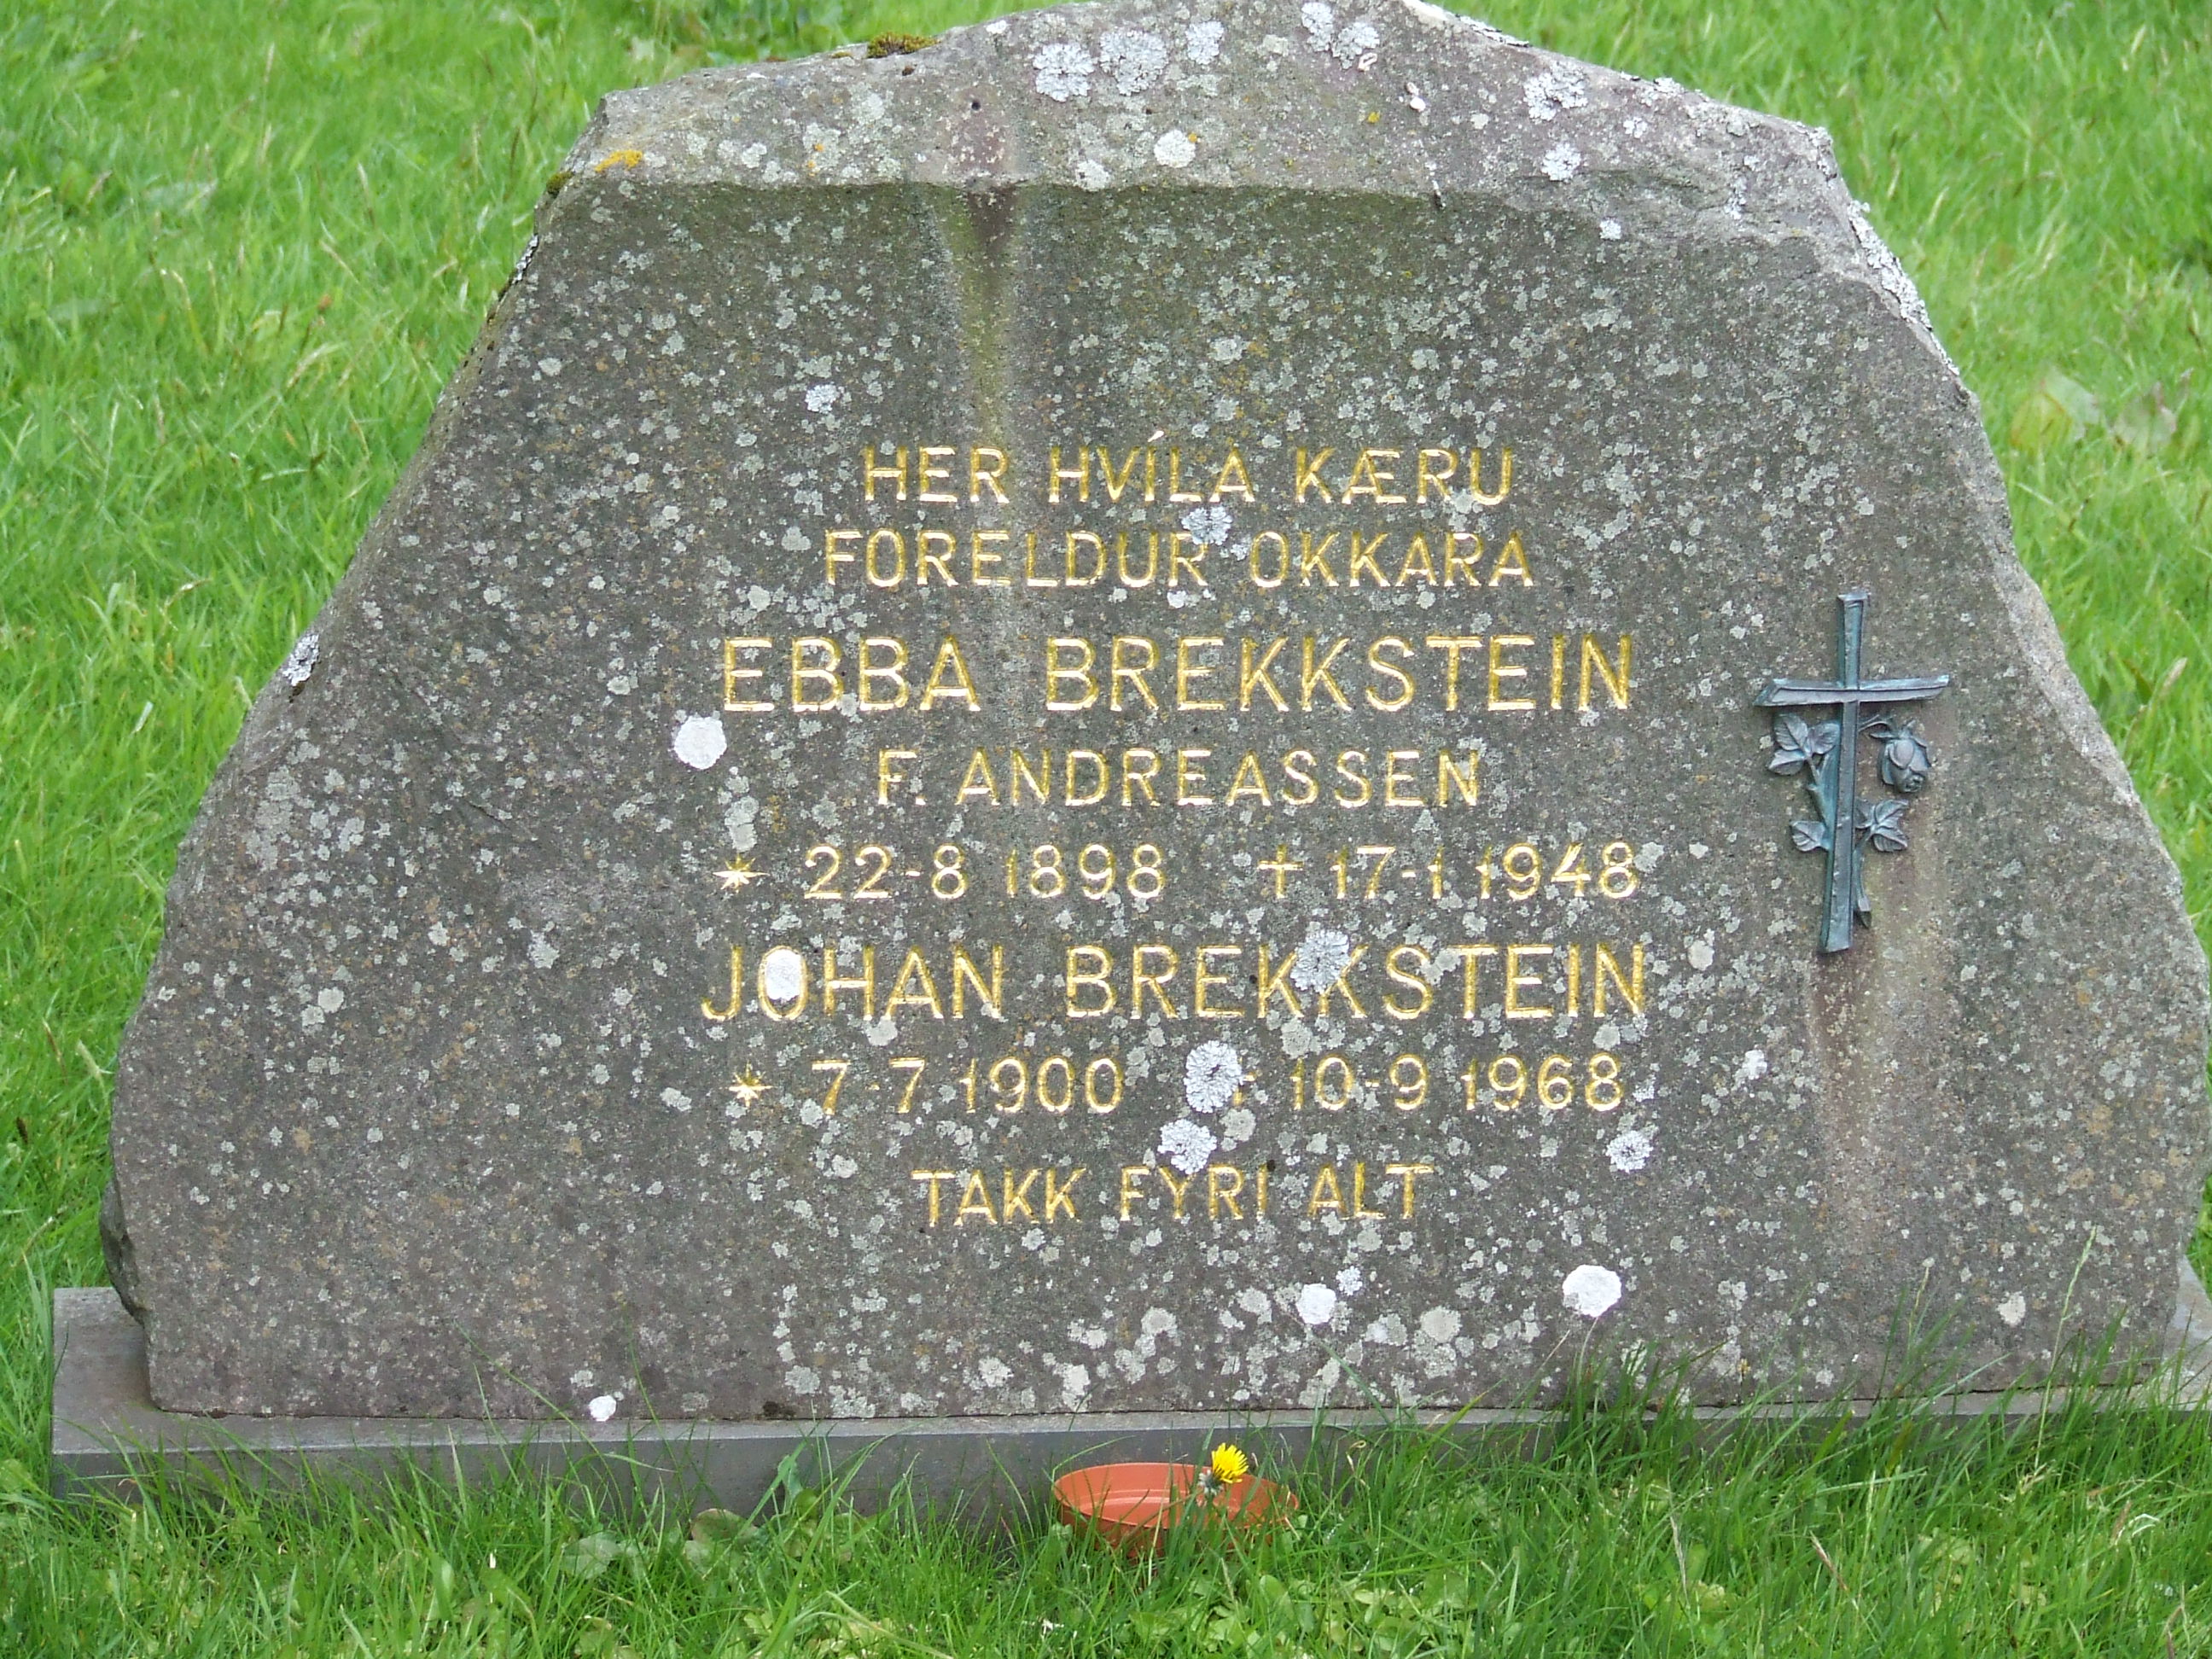 HER HVÍLA KÆRU
FORELDUR OKKARA
EBBA BREKKSTEIN
F. ANDREASSEN
* 22-8 1898 † 17-1 1948
JOHAN BREKKSTEIN
* 7-7 1900 10-9 1968
TAKK FYRI ALT